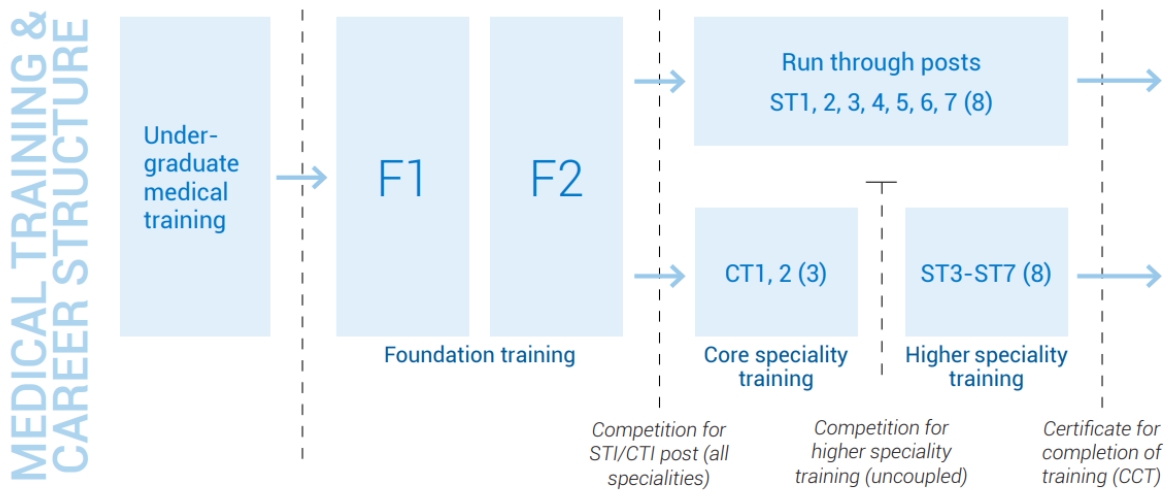 MEDICAL TRAINING &
CAREER STRUCTURE
Under-
graduate
medical
training
F1
F2
Foundation training
Run through posts
ST1, 2, 3, 4, 5, 6, 7 (8)
CT1, 2 (3)
Core speciality
training
ST3-ST7 (8)
Higher speciality
training
Competition for
STI/CTI post (all
specialities)
Competition for
higher speciality
training (uncoupled)
Certificate for
completion of
training (CCT)